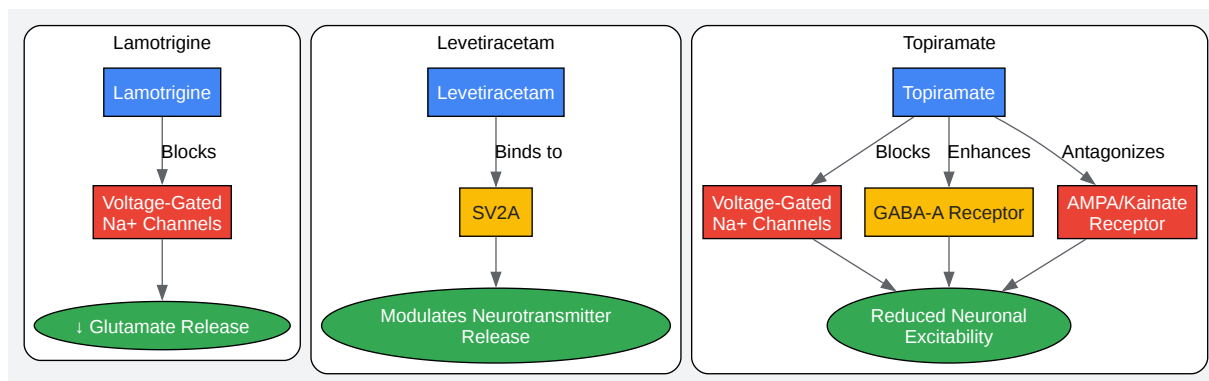 Lamotrigine
Lamotrigine
Blocks
Voltage-Gated
Na+ Channels
↓ Glutamate Release
Levetiracetam
Levetiracetam
Binds to
SV2A
Modulates Neurotransmitter
Release
Topiramate
Topiramate
Blocks
Enhances
Antagonizes
Voltage-Gated
Na+ Channels
GABA-A Receptor
AMPA/Kainate
Receptor
Reduced Neuronal
Excitability